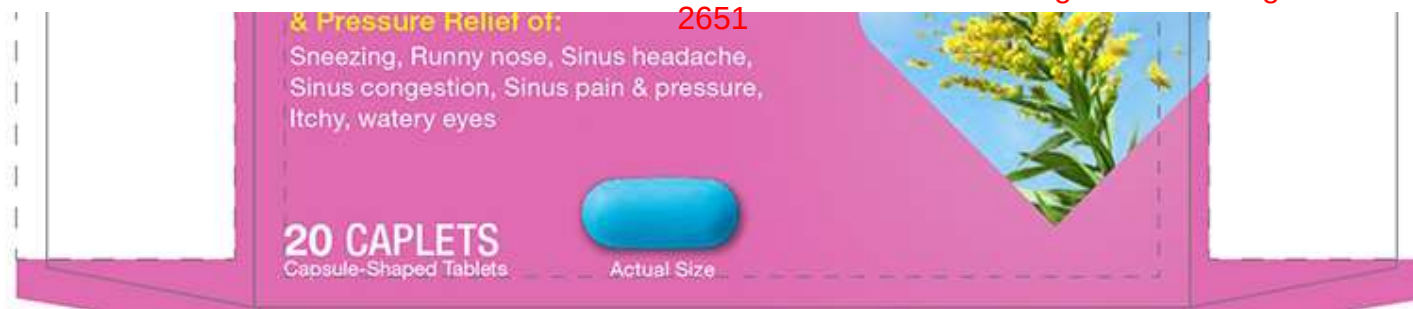 2651
& Pressure Relief of:
Sneezing, Runny nose, Sinus headache,
Sinus congestion, Sinus pain & pressure,
Itchy, watery eyes
20 CAPLETS
Capsule-Shaped Tablets
Actual Size